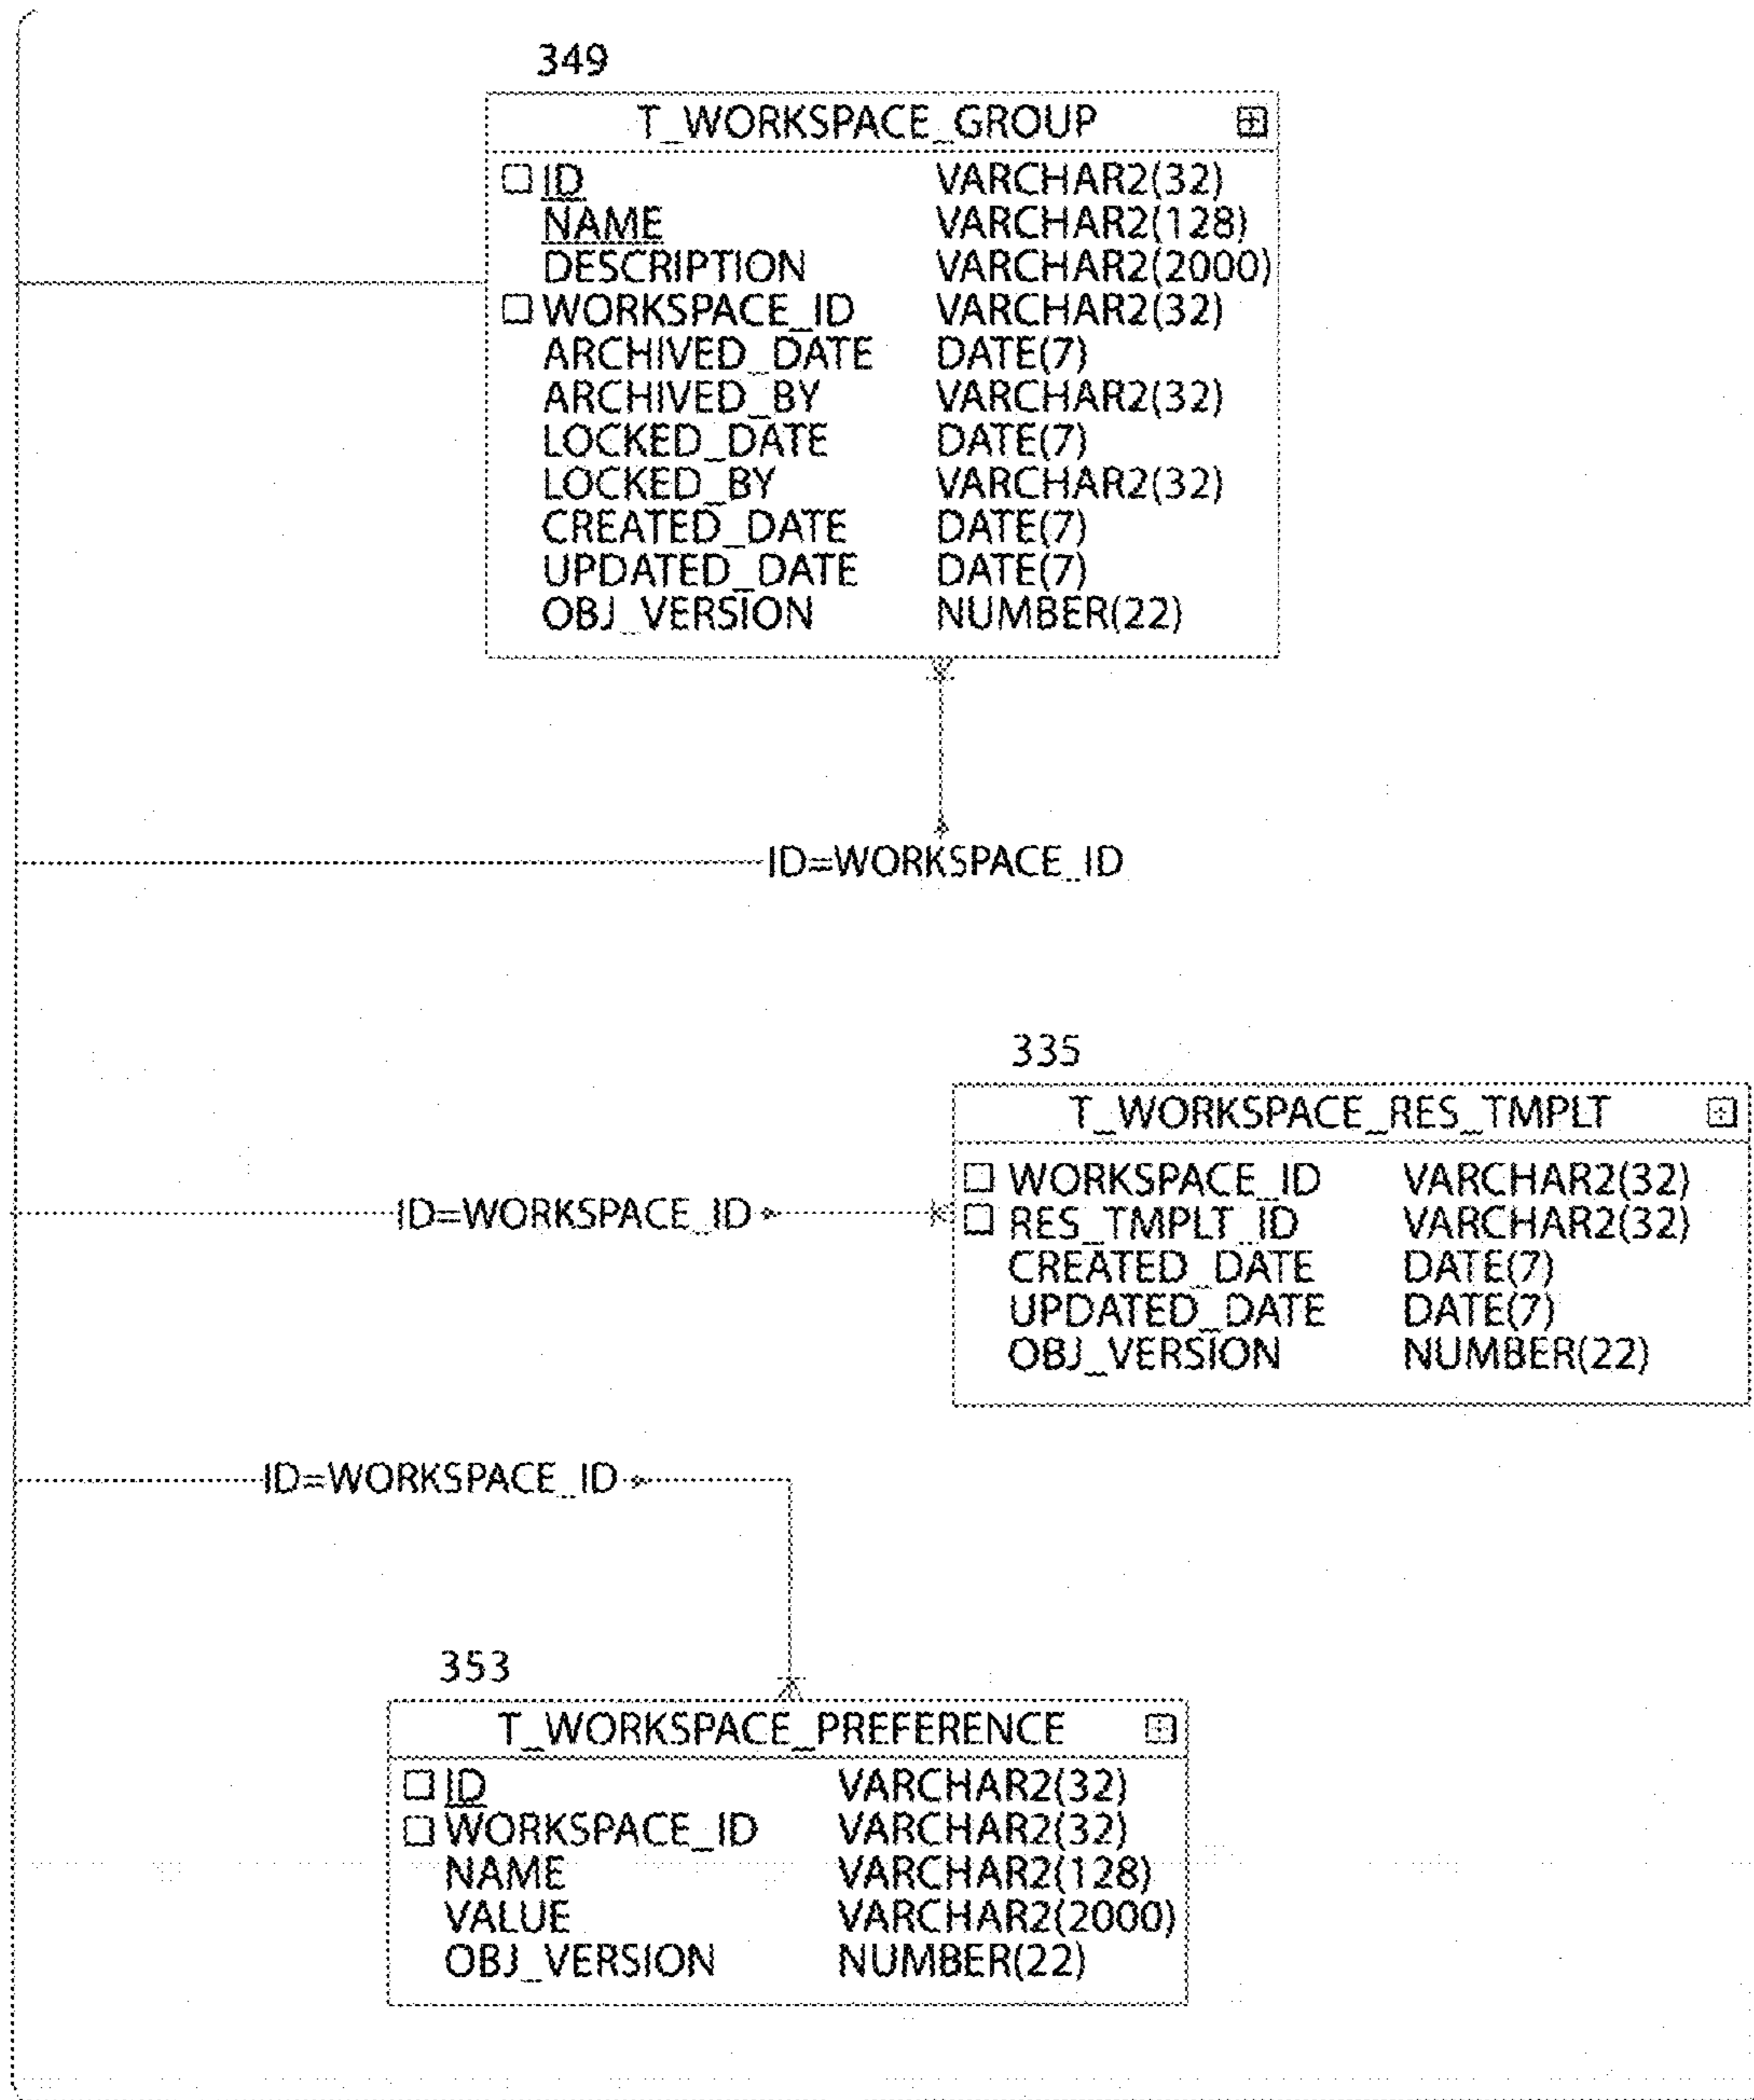 349
T_WORKSPACE_GROUP
ID VARCHAR2(32)
NAME VARCHAR2(128)
DESCRIPTION VARCHAR2(2000)
WORKSPACE_ID VARCHAR2(32)
ARCHIVED_DATE DATE(7)
ARCHIVED_BY VARCHAR2(32)
LOCKED_DATE DATE(7)
LOCKED_BY VARCHAR2(32)
CREATED_DATE DATE(7)
UPDATED_DATE DATE(7)
OBJ_VERSION NUMBER(22)
ID=WORKSPACE_ID
335
T_WORKSPACE_RES_TMPLT
WORKSPACE_ID VARCHAR2(32)
ID=WORKSPACE_ID
RES_TMPLT_ID VARCHAR2(32)
CREATED_DATE DATE(7)
UPDATED_DATE DATE(7)
OBJ_VERSION NUMBER(22)
ID=WORKSPACE_ID
353
T_WORKSPACE_PREFERENCE
ID VARCHAR2(32)
WORKSPACE_ID VARCHAR2(32)
NAME VARCHAR2(128)
VALUE VARCHAR2(2000)
OBJ_VERSION NUMBER(22)